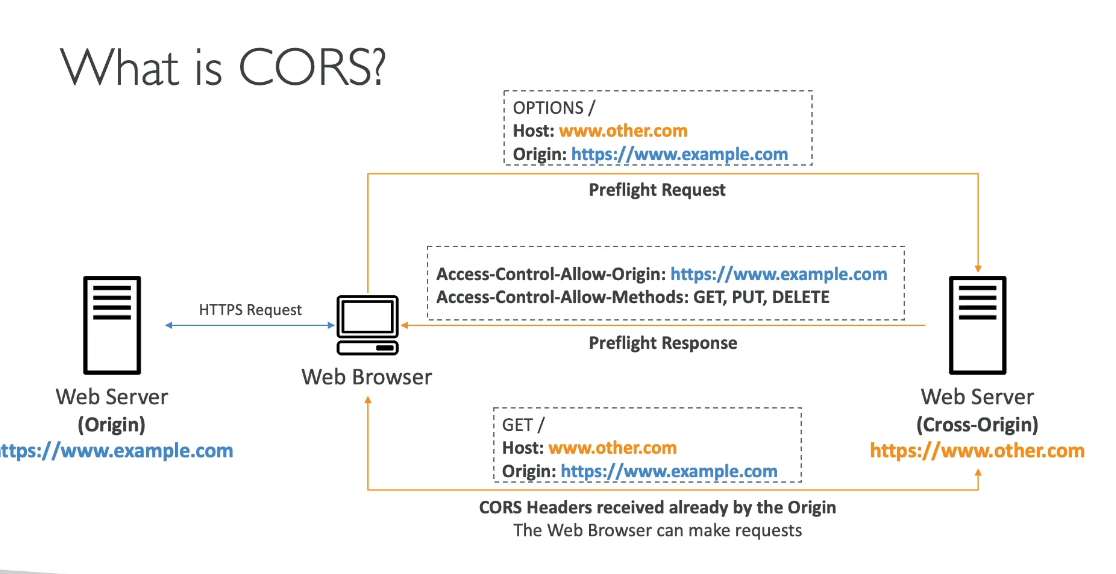 What is CORS?
OPTIONS /
Host: www.other.com
Origin: https://www.example.com
Preflight Request
Access-Control-Allow-Origin: https://www.example.com
Access-Control-Allow-Methods: GET, PUT, DELETE
Preflight Response
HTTPS Request
Web Browser
Web Server
(Origin)
ttps://www.example.com
Web Server
(Cross-Origin)
https://www.other.com
GET /
Host: www.other.com
Origin: https://www.example.com
CORS Headers received already by the Origin
The Web Browser can make requests